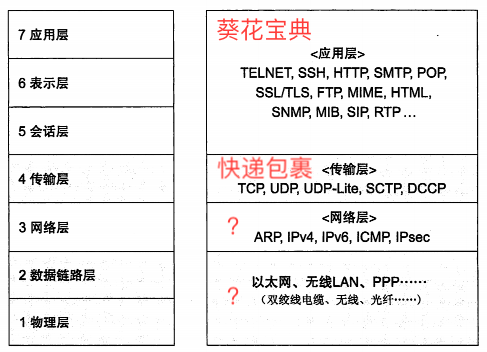 7 应用层
6 表示层
5 会话层
4 传输层
3 网络层
2 数据链路层
1 物理层
葵花宝典
<应用层>
TELNET, SSH, HTTP, SMTP, POP,
SSL/TLS, FTP, MIME, HTML,
SNMP, MIB, SIP, RTP ...
快递包裹
<传输层>
TCP, UDP, UDP-Lite, SCTP, DCCP
?
<网络层>
ARP, IPv4, IPv6, ICMP, IPsec
?
以太网、无线LAN、PPP……
（双绞线电缆、无线、光纤……）